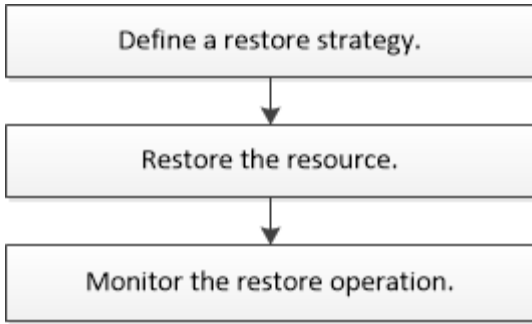 Define a restore strategy.
Restore the resource.
Monitor the restore operation.